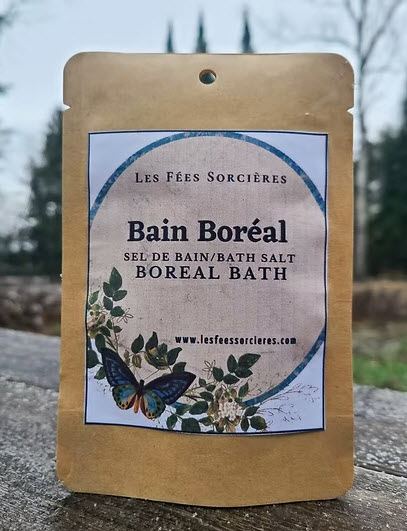 Les Fées Sorcières
Bain Boréal
SEL DE BAIN/BATH SALT
BOREAL BATH
www.lesfeessorcieres.com